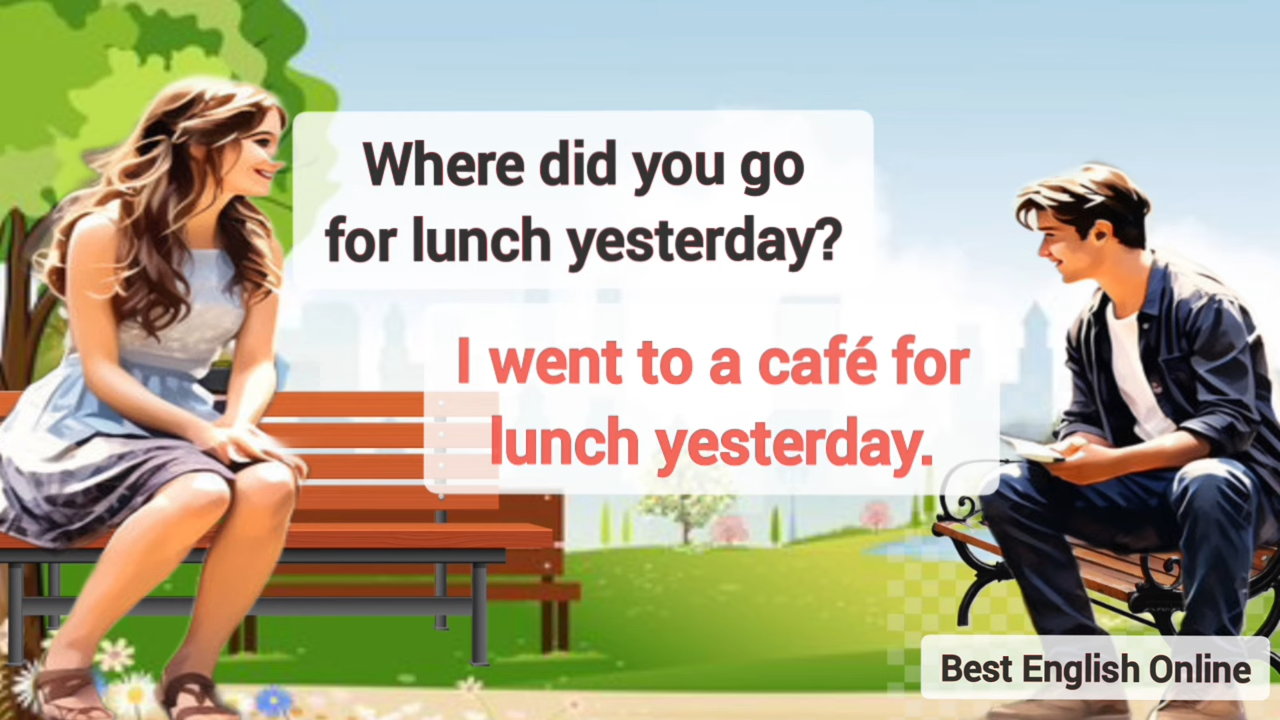 Where did you go
for lunch yesterday?
I went to a café for
lunch yesterday.
Best English Online